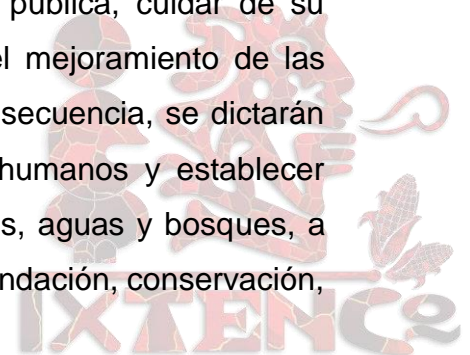 pública, cuidar de su
el mejoramiento de las
secuencia, se dictarán
humanos y establecer
s, aguas y bosques, a
ndación, conservación,
IXTENCO